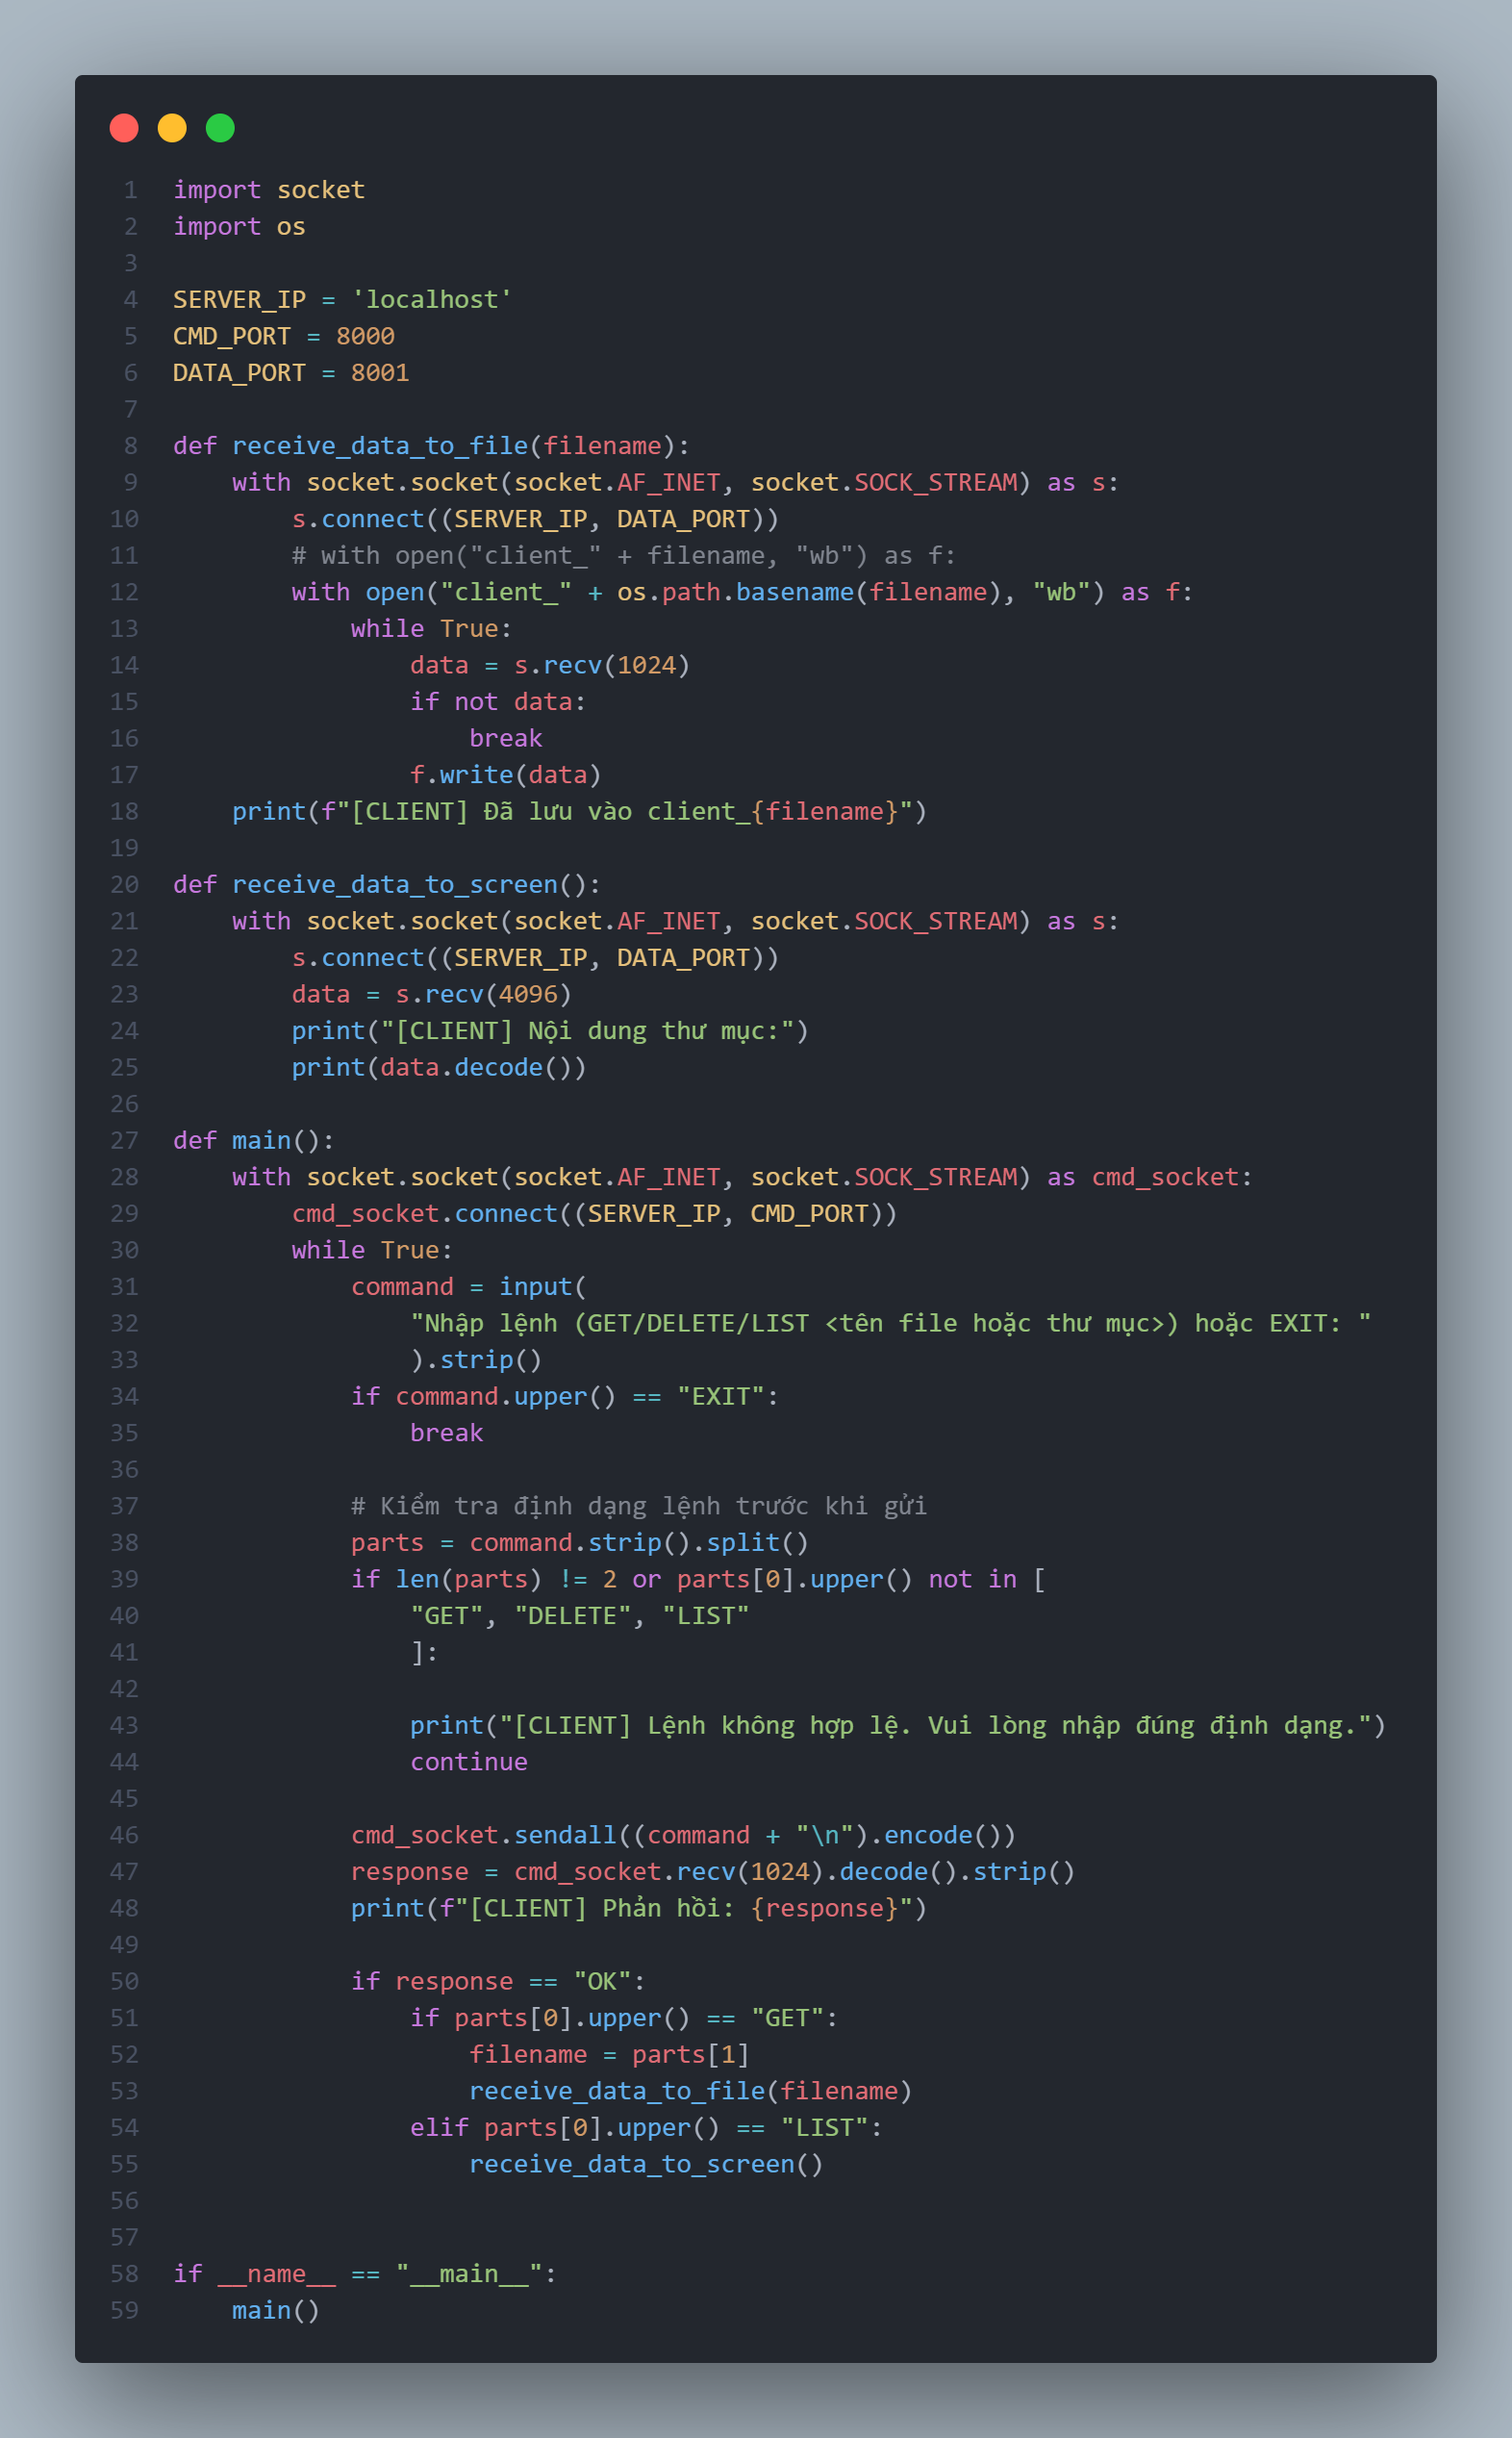 1 import socket
2 import os
3
4 SERVER_IP = 'localhost'
5 CMD_PORT = 8000
6 DATA_PORT = 8001
7
8 def receive_data_to_file(filename):
9     with socket.socket(socket.AF_INET, socket.SOCK_STREAM) as s:
10         s.connect((SERVER_IP, DATA_PORT))
11         # with open("client_" + filename, "wb") as f:
12         with open("client_" + os.path.basename(filename), "wb") as f:
13             while True:
14                 data = s.recv(1024)
15                 if not data:
16                     break
17                 f.write(data)
18     print(f"[CLIENT] Đã lưu vào client_{filename}")
19
20 def receive_data_to_screen():
21     with socket.socket(socket.AF_INET, socket.SOCK_STREAM) as s:
22         s.connect((SERVER_IP, DATA_PORT))
23         data = s.recv(4096)
24         print("[CLIENT] Nội dung thư mục:")
25         print(data.decode())
26
27 def main():
28     with socket.socket(socket.AF_INET, socket.SOCK_STREAM) as cmd_socket:
29         cmd_socket.connect((SERVER_IP, CMD_PORT))
30         while True:
31             command = input(
32                 "Nhập lệnh (GET/DELETE/LIST <tên file hoặc thư mục>) hoặc EXIT: "
33                 ).strip()
34             if command.upper() == "EXIT":
35                 break
36
37             # Kiểm tra định dạng lệnh trước khi gửi
38             parts = command.strip().split()
39             if len(parts) != 2 or parts[0].upper() not in [
40                 "GET", "DELETE", "LIST"
41                 ]:
42
43                 print("[CLIENT] Lệnh không hợp lệ. Vui lòng nhập đúng định dạng.")
44                 continue
45
46             cmd_socket.sendall((command + "\n").encode())
47             response = cmd_socket.recv(1024).decode().strip()
48             print(f"[CLIENT] Phản hồi: {response}")
49
50             if response == "OK":
51                 if parts[0].upper() == "GET":
52                     filename = parts[1]
53                     receive_data_to_file(filename)
54                 elif parts[0].upper() == "LIST":
55                     receive_data_to_screen()
56
57
58 if __name__ == "__main__":
59     main()